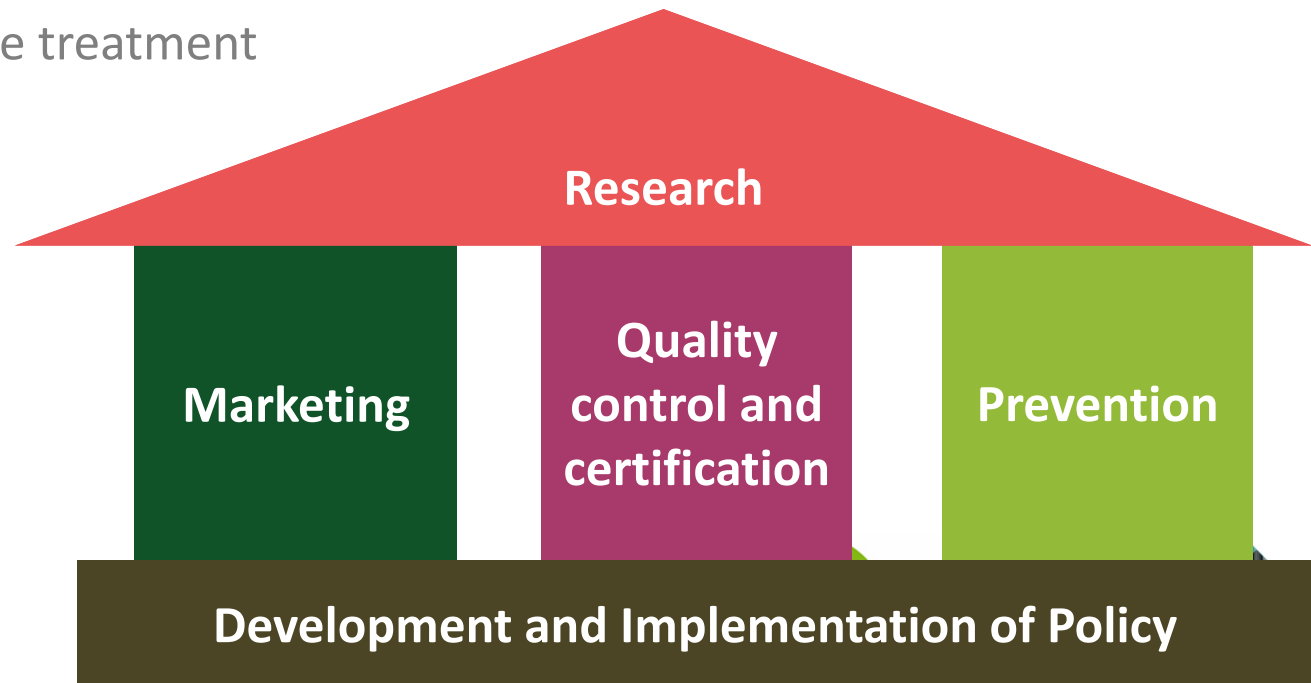 e treatment
Research
Marketing
Quality
control and
certification
Prevention
Development and Implementation of Policy